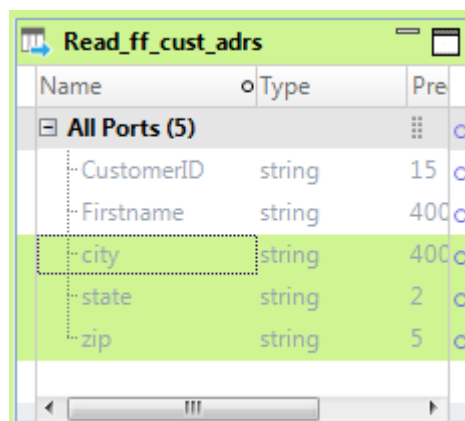 Read_ff_cust_adrs
Name Type Pre
All Ports (5)
CustomerID string 15
Firstname string 400
city string 400
state string 2
zip string 5